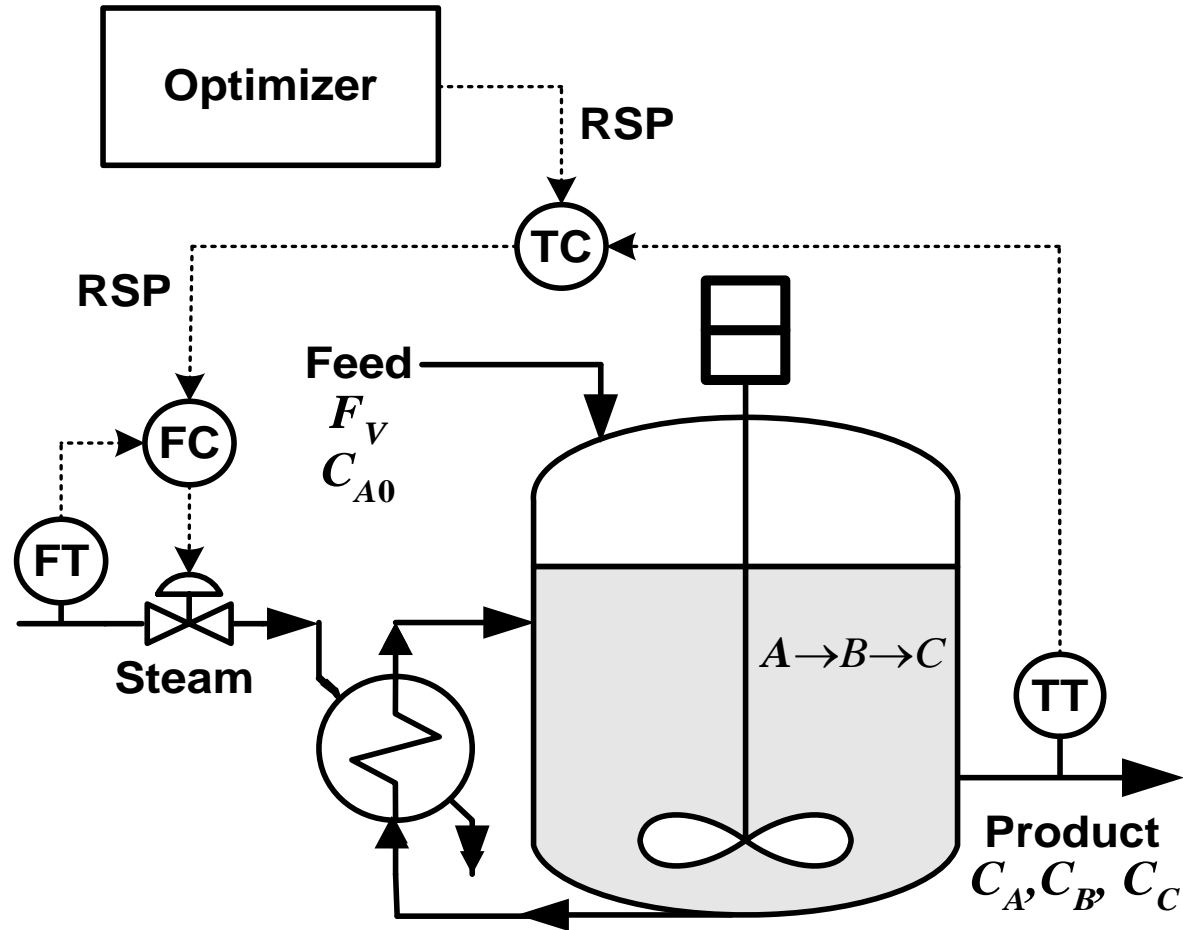 Optimizer
RSP
TC
RSP
Feed
F_V
C_A0
FC
FT
Steam
A→B→C
TT
Product
C_A, C_B, C_C